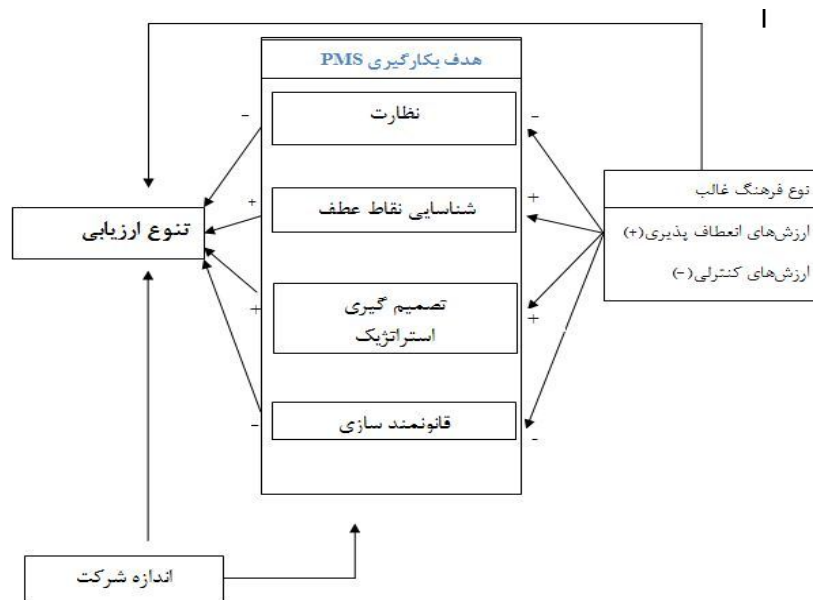 هدف بکارگیری PMS
نظارت
-
-
شناسایی نقاط عطف
+
+
تصمیم گیری
استراتژیک
+
+
قانونمند سازی
-
-
نوع فرهنگ غالب
ارزش‌های انعطاف پذیری(+)
ارزش‌های کنترلی(-)
تنوع ارزیابی
اندازه شرکت